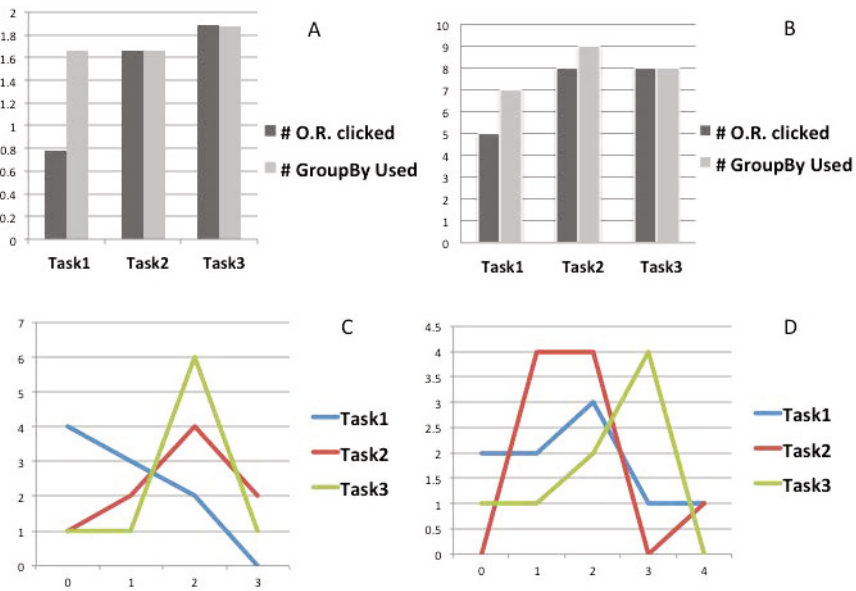 A
2
1.8
1.6
1.4
1.2
1
0.8
0.6
0.4
0.2
0
Task1 Task2 Task3
# O.R. clicked
# GroupBy Used
B
10
9
8
7
6
5
4
3
2
1
0
Task1 Task2 Task3
# O.R. clicked
# GroupBy Used
C
7
6
5
4
3
2
1
0
0 1 2 3
Task1
Task2
Task3
D
4.5
4
3.5
3
2.5
2
1.5
1
0.5
0
0 1 2 3 4
Task1
Task2
Task3